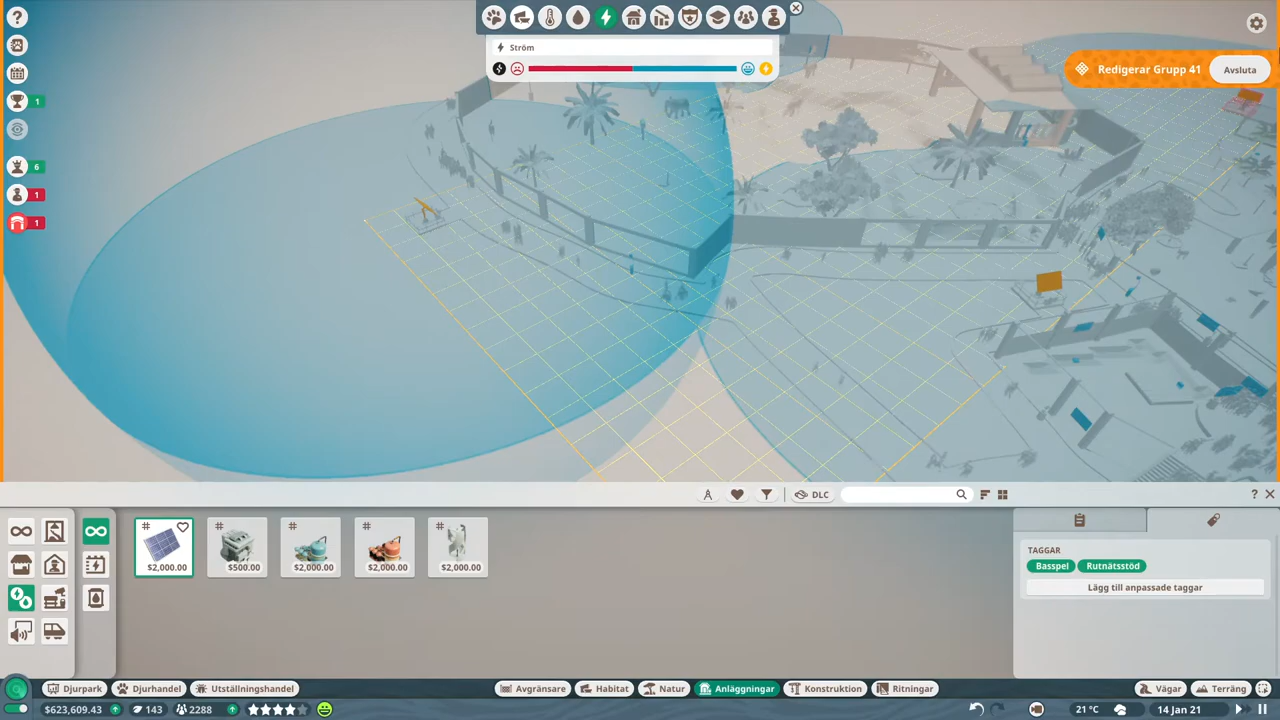 Ström
Redigerar Grupp 41
Avsluta
1
6
1
1
DLC
$2,000.00
$500.00
$2,000.00
$2,000.00
$2,000.00
TAGGAR
Basspel
Rutnätsstöd
Lägg till anpassade taggar
Djurpark
Djurhandel
Utställningshandel
Avgränsare
Habitat
Natur
Anläggningar
Konstruktion
Ritningar
Vägar
Terräng
$623,609.43
143
2288
21 °C
14 Jan 21